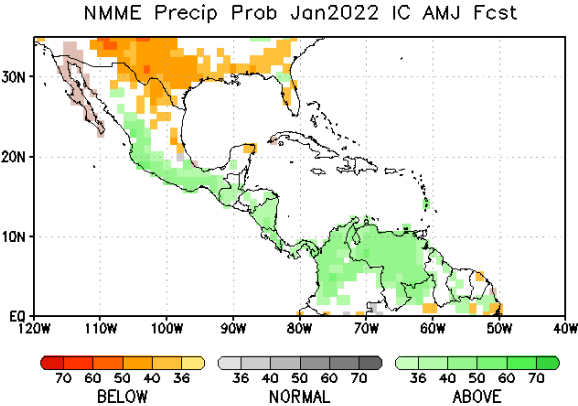 NMME Precip Prob Jan2022 IC AMJ Fcst
30N
20N
10N
EQ
120W 110W 100W 90W 80W 70W 60W 50W 40W
70 60 50 40 36 36 40 50 60 70 36 40 50 60 70
BELOW NORMAL ABOVE